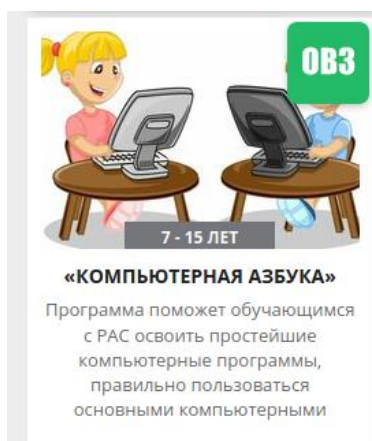 ОВЗ
7 - 15 ЛЕТ
«КОМПЬЮТЕРНАЯ АЗБУКА»
Программа поможет обучающимся
с РАС освоить простейшие
компьютерные программы,
правильно пользоваться
основными компьютерными